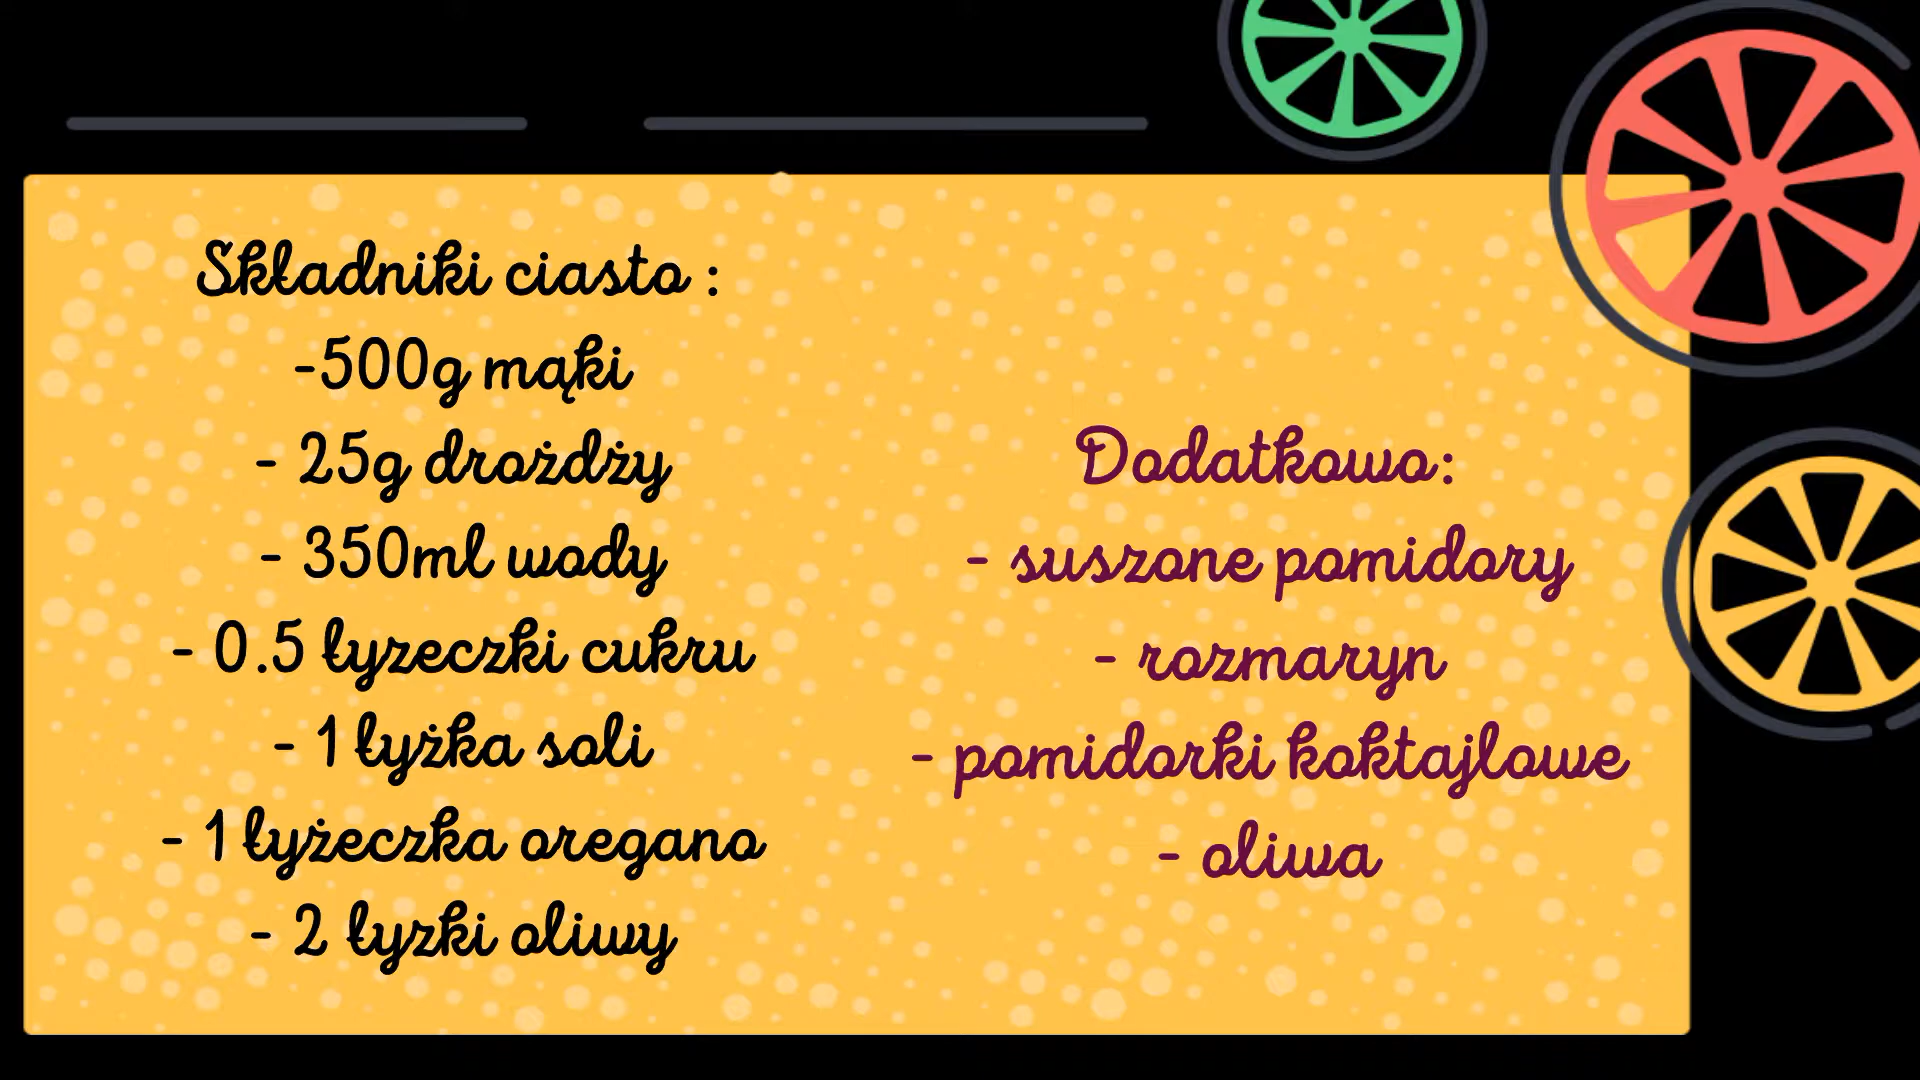 Składniki ciasto :
-500g mąki
- 25g drożdży
- 350ml wody
- 0.5 łyzeczki cukru
- 1 łyżka soli
- 1 łyżeczka oregano
- 2 łyzki oliwy
Dodatkowo:
- suszone pomidory
- rozmaryn
- pomidorki koktajlowe
- oliwa